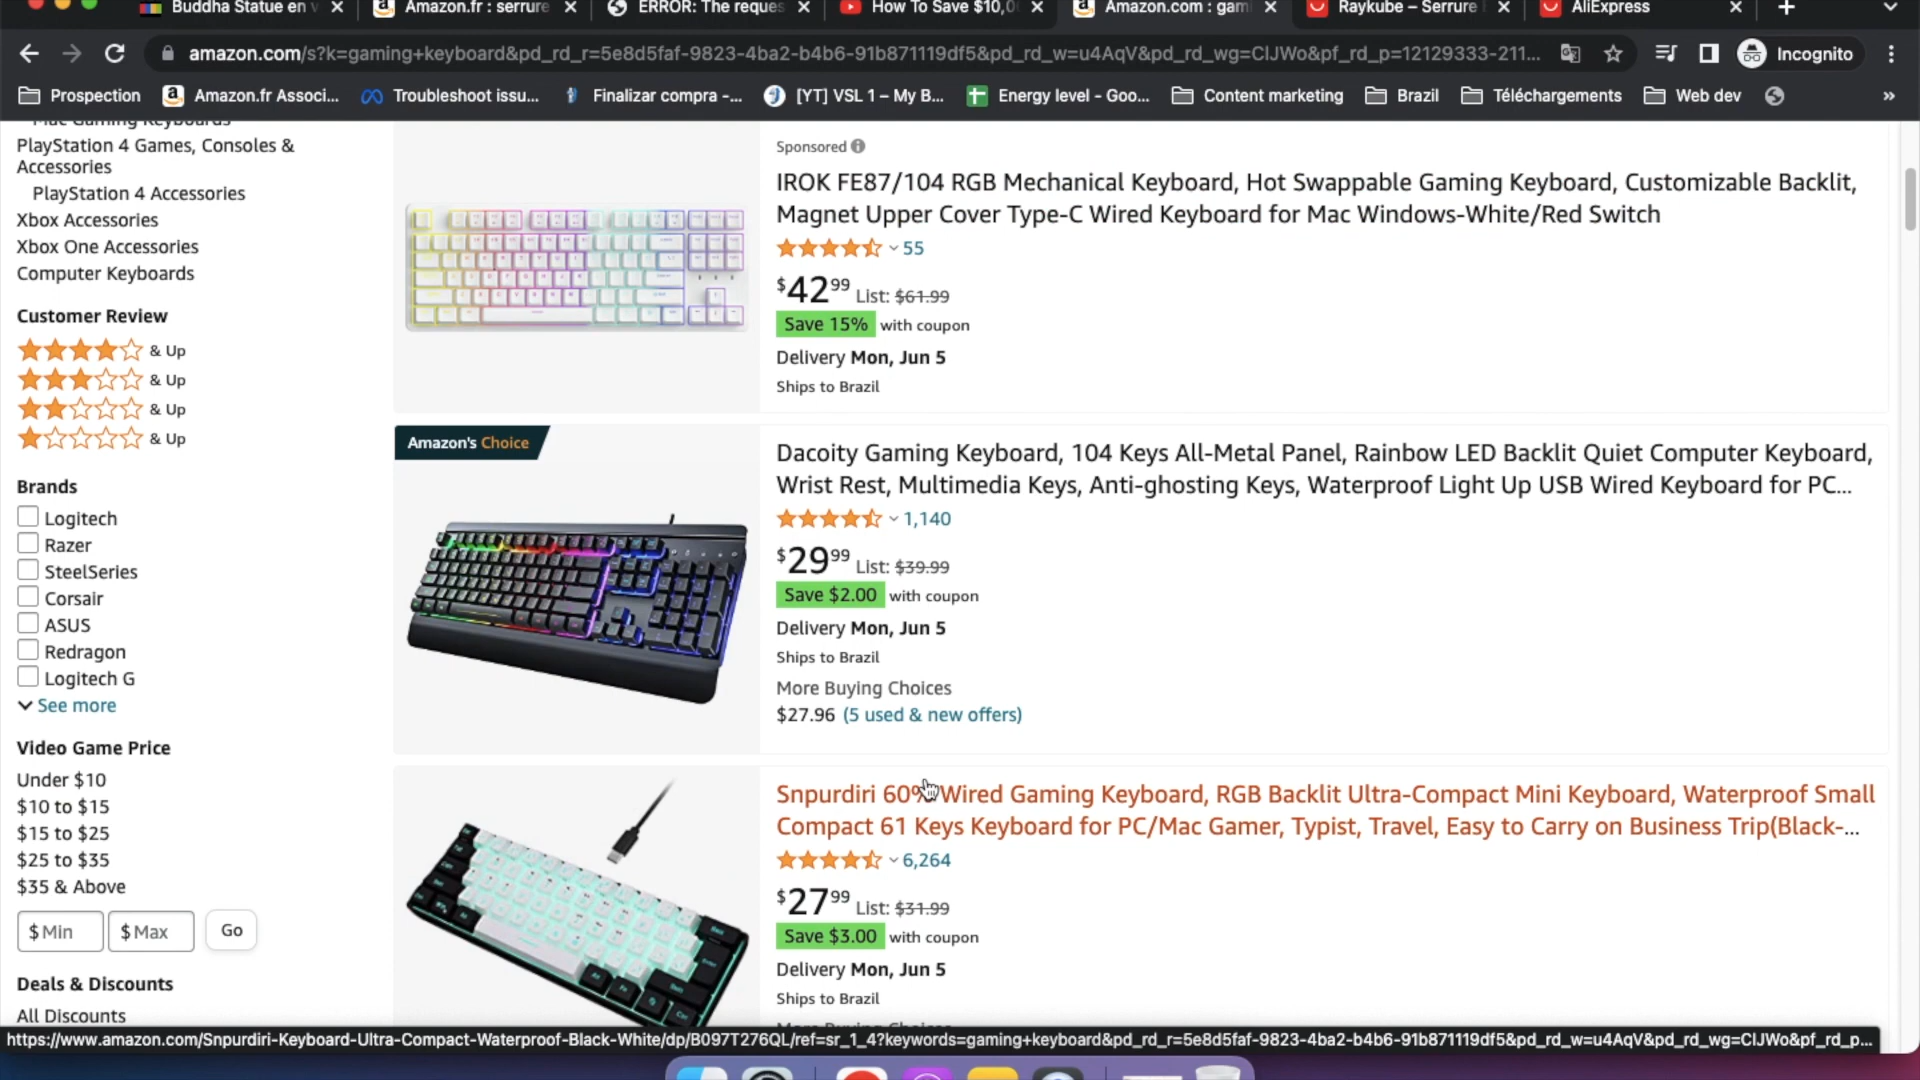 Buddha Statue en v
Amazon.fr : serrure
ERROR: The reques
How To Save $10,0
Amazon.com : gam
Raykube – Serrure
AliExpress
amazon.com/s?k=gaming+keyboard&pd_rd_r=5e8d5faf-9823-4ba2-b4b6-91b871119df5&pd_rd_w=u4AqV&pd_rd_wg=ClJWo&pf_rd_p=12129333-211...
Incognito
Prospection
Amazon.fr Associ...
Troubleshoot issu...
Finalizar compra -...
[YT] VSL 1 – My B...
Energy level - Goo...
Content marketing
Brazil
Téléchargements
Web dev
»
Mac Gaming Keyboards
PlayStation 4 Games, Consoles &
Accessories
PlayStation 4 Accessories
Xbox Accessories
Xbox One Accessories
Computer Keyboards
Customer Review
& Up
& Up
& Up
& Up
Brands
Logitech
Razer
SteelSeries
Corsair
ASUS
Redragon
Logitech G
See more
Video Game Price
Under $10
$10 to $15
$15 to $25
$25 to $35
$35 & Above
$ Min
$ Max
Go
Deals & Discounts
All Discounts
Sponsored
IROK FE87/104 RGB Mechanical Keyboard, Hot Swappable Gaming Keyboard, Customizable Backlit,
Magnet Upper Cover Type-C Wired Keyboard for Mac Windows-White/Red Switch
55
$42.99 List: $61.99
Save 15% with coupon
Delivery Mon, Jun 5
Ships to Brazil
Amazon's Choice
Dacoity Gaming Keyboard, 104 Keys All-Metal Panel, Rainbow LED Backlit Quiet Computer Keyboard,
Wrist Rest, Multimedia Keys, Anti-ghosting Keys, Waterproof Light Up USB Wired Keyboard for PC...
1,140
$29.99 List: $39.99
Save $2.00 with coupon
Delivery Mon, Jun 5
Ships to Brazil
More Buying Choices
$27.96 (5 used & new offers)
Snpurdiri 60% Wired Gaming Keyboard, RGB Backlit Ultra-Compact Mini Keyboard, Waterproof Small
Compact 61 Keys Keyboard for PC/Mac Gamer, Typist, Travel, Easy to Carry on Business Trip(Black-...
6,264
$27.99 List: $31.99
Save $3.00 with coupon
Delivery Mon, Jun 5
Ships to Brazil
More Buying Choices
https://www.amazon.com/Snpurdiri-Keyboard-Ultra-Compact-Waterproof-Black-White/dp/B097T276QL/ref=sr_1_4?keywords=gaming+keyboard&pd_rd_r=5e8d5faf-9823-4ba2-b4b6-91b871119df5&pd_rd_w=u4AqV&pd_rd_wg=ClJWo&pf_rd_p...